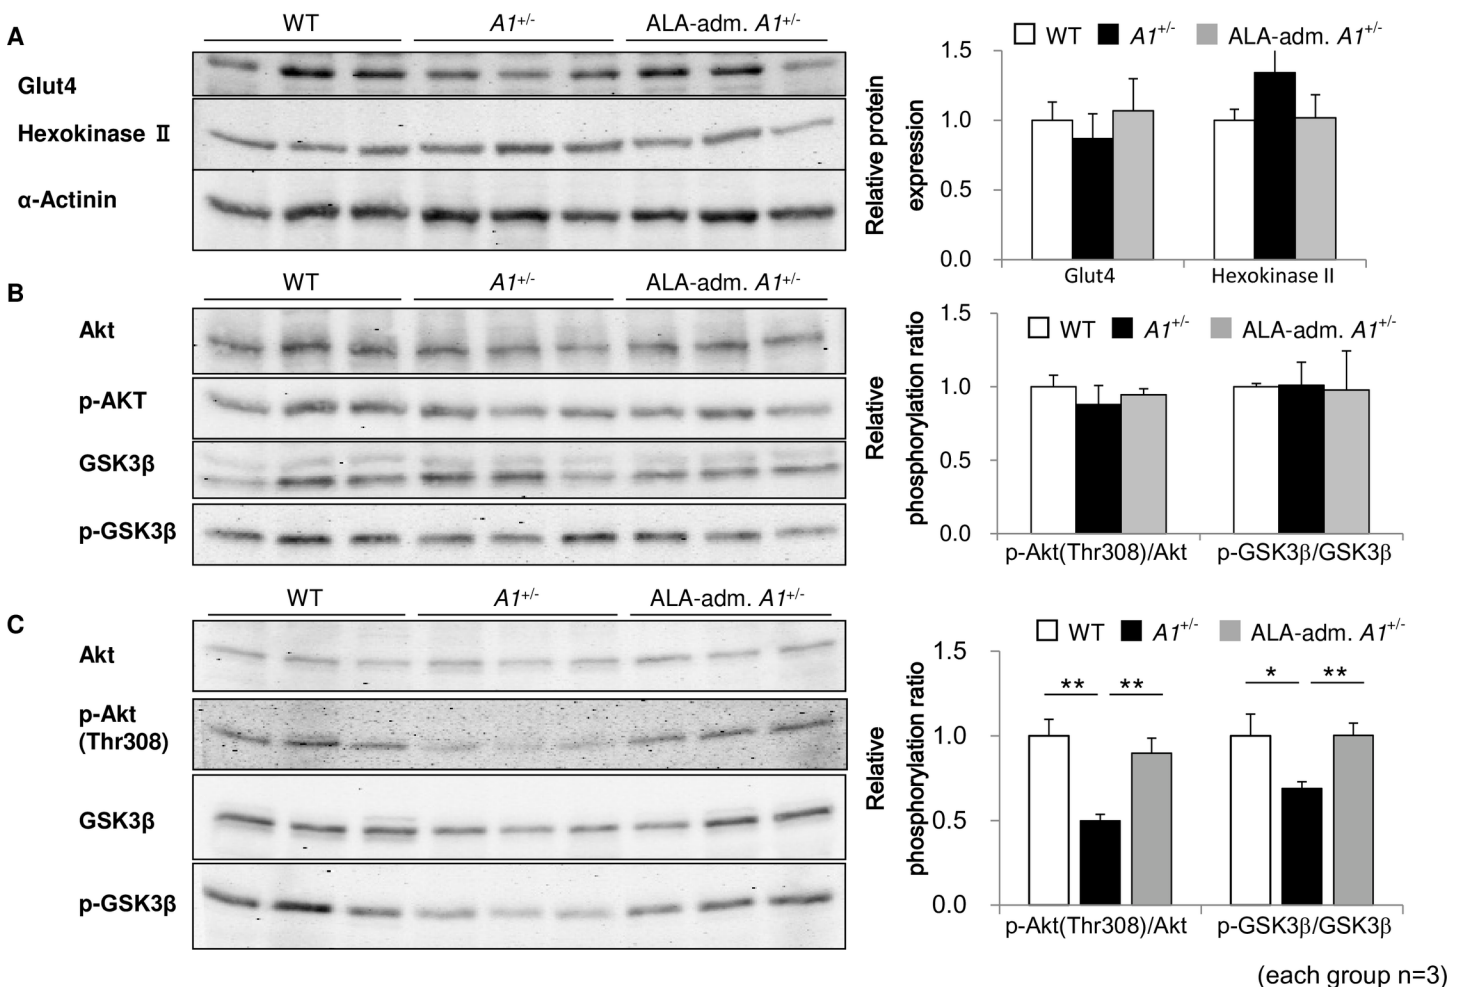 A
WT A1+/- ALA-adm. A1+/-
Glut4
Hexokinase Ⅱ
α-Actinin
WT A1+/- ALA-adm. A1+/-
Relative protein
expression
1.5
1.0
0.5
0.0
Glut4 Hexokinase II
B
WT A1+/- ALA-adm. A1+/-
Akt
p-AKT
GSK3β
p-GSK3β
WT A1+/- ALA-adm. A1+/-
Relative
phosphorylation ratio
1.5
1.0
0.5
0.0
p-Akt(Thr308)/Akt p-GSK3β/GSK3β
C
WT A1+/- ALA-adm. A1+/-
Akt
p-Akt
(Thr308)
GSK3β
p-GSK3β
WT A1+/- ALA-adm. A1+/-
Relative
phosphorylation ratio
1.5
1.0
0.5
0.0
** ** * **
p-Akt(Thr308)/Akt p-GSK3β/GSK3β
(each group n=3)